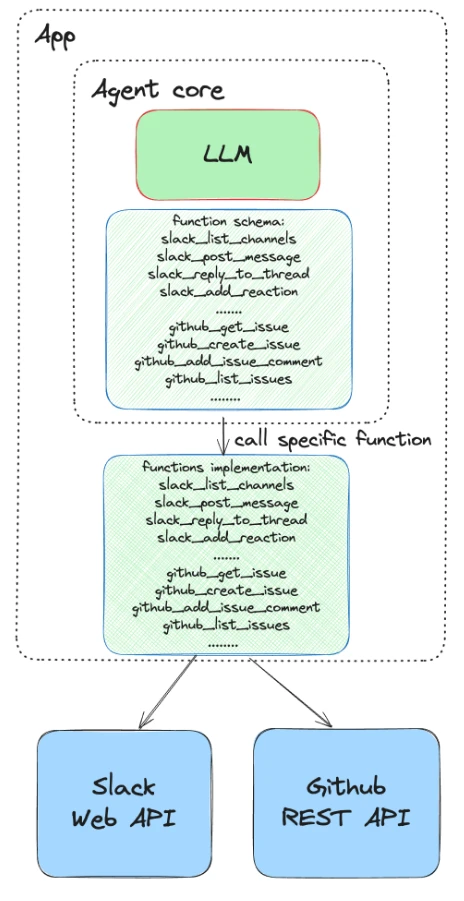 App
Agent core
LLM
function schema:
slack_list_channels
slack_post_message
slack_reply_to_thread
slack_add_reaction
.......
github_get_issue
github_create_issue
github_add_issue_comment
github_list_issues
........
call specific function
functions implementation:
slack_list_channels
slack_post_message
slack_reply_to_thread
slack_add_reaction
.......
github_get_issue
github_create_issue
github_add_issue_comment
github_list_issues
........
Slack
Web API
Github
REST API